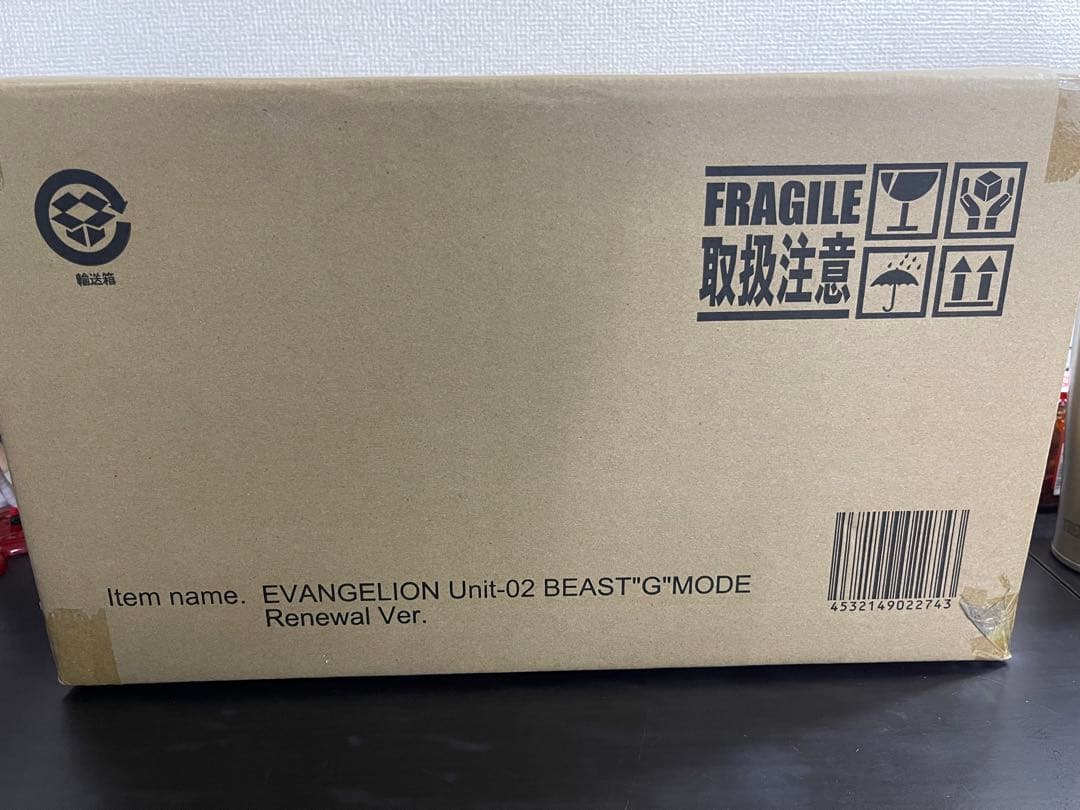 輸送箱
FRAGILE
取扱注意
Item name. EVANGELION Unit-02 BEAST"G"MODE
Renewal Ver.
4532149022743